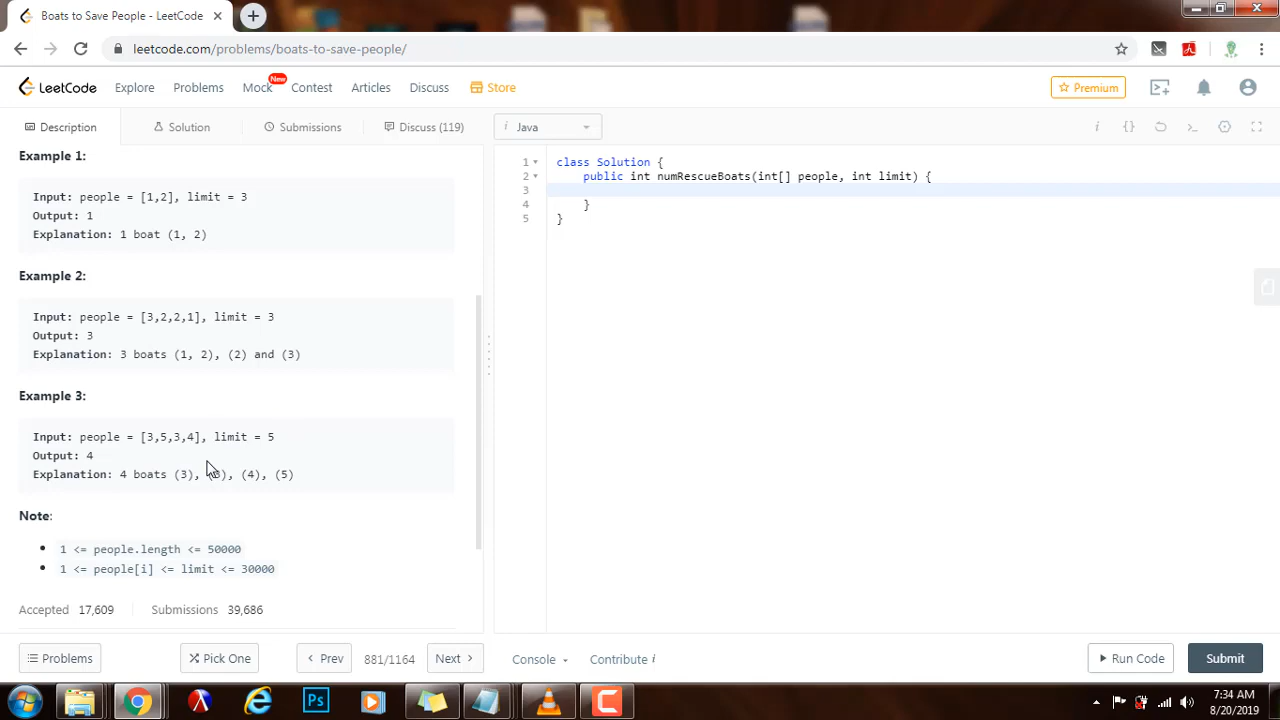 Boats to Save People - LeetCode
leetcode.com/problems/boats-to-save-people/
LeetCode Explore Problems Mock New Contest Articles Discuss Store Premium
Description Solution Submissions Discuss (119) i Java
Example 1:
Input: people = [1,2], limit = 3
Output: 1
Explanation: 1 boat (1, 2)
Example 2:
Input: people = [3,2,2,1], limit = 3
Output: 3
Explanation: 3 boats (1, 2), (2) and (3)
Example 3:
Input: people = [3,5,3,4], limit = 5
Output: 4
Explanation: 4 boats (3), (3), (4), (5)
Note:
1 <= people.length <= 50000
1 <= people[i] <= limit <= 30000
Accepted 17,609 Submissions 39,686
1 class Solution {
2 public int numRescueBoats(int[] people, int limit) {
3
4 }
5 }
Problems Pick One Prev 881/1164 Next Console Contribute i Run Code Submit
Ps
7:34 AM
8/20/2019